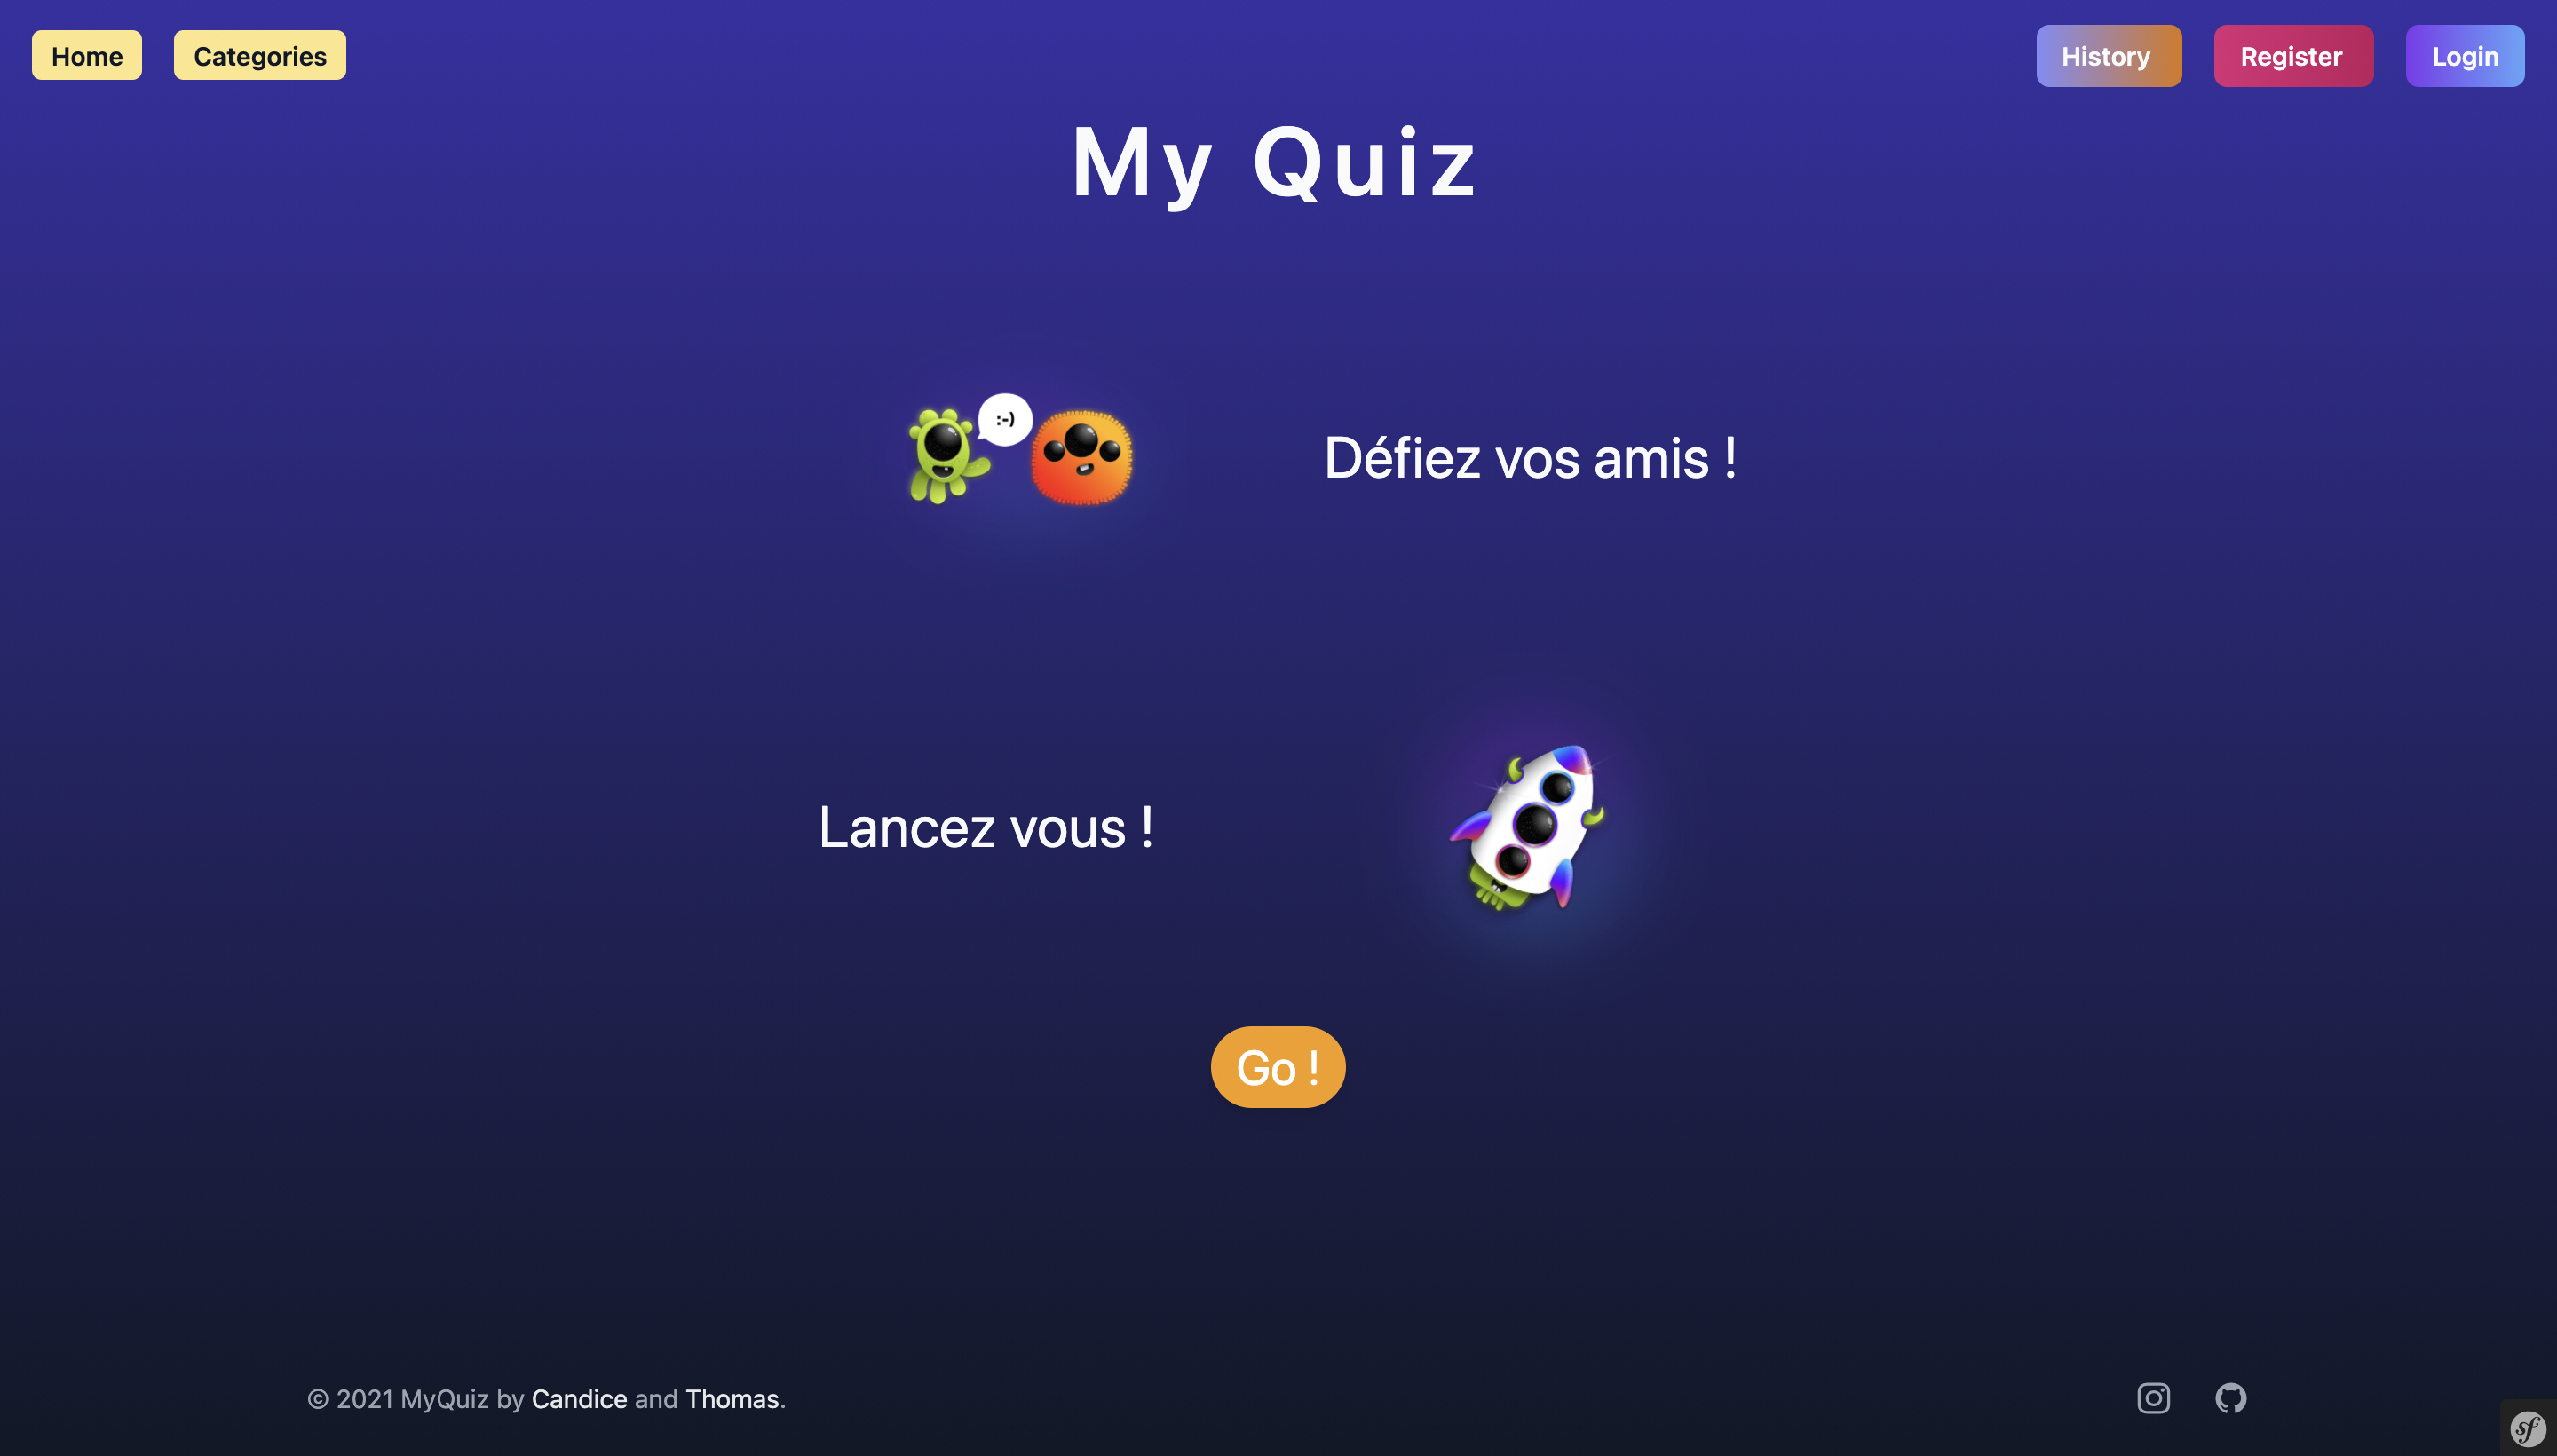 Home
Categories
History
Register
Login
My Quiz
:-)
Défiez vos amis !
Lancez vous !
Go !
© 2021 MyQuiz by Candice and Thomas.
sf